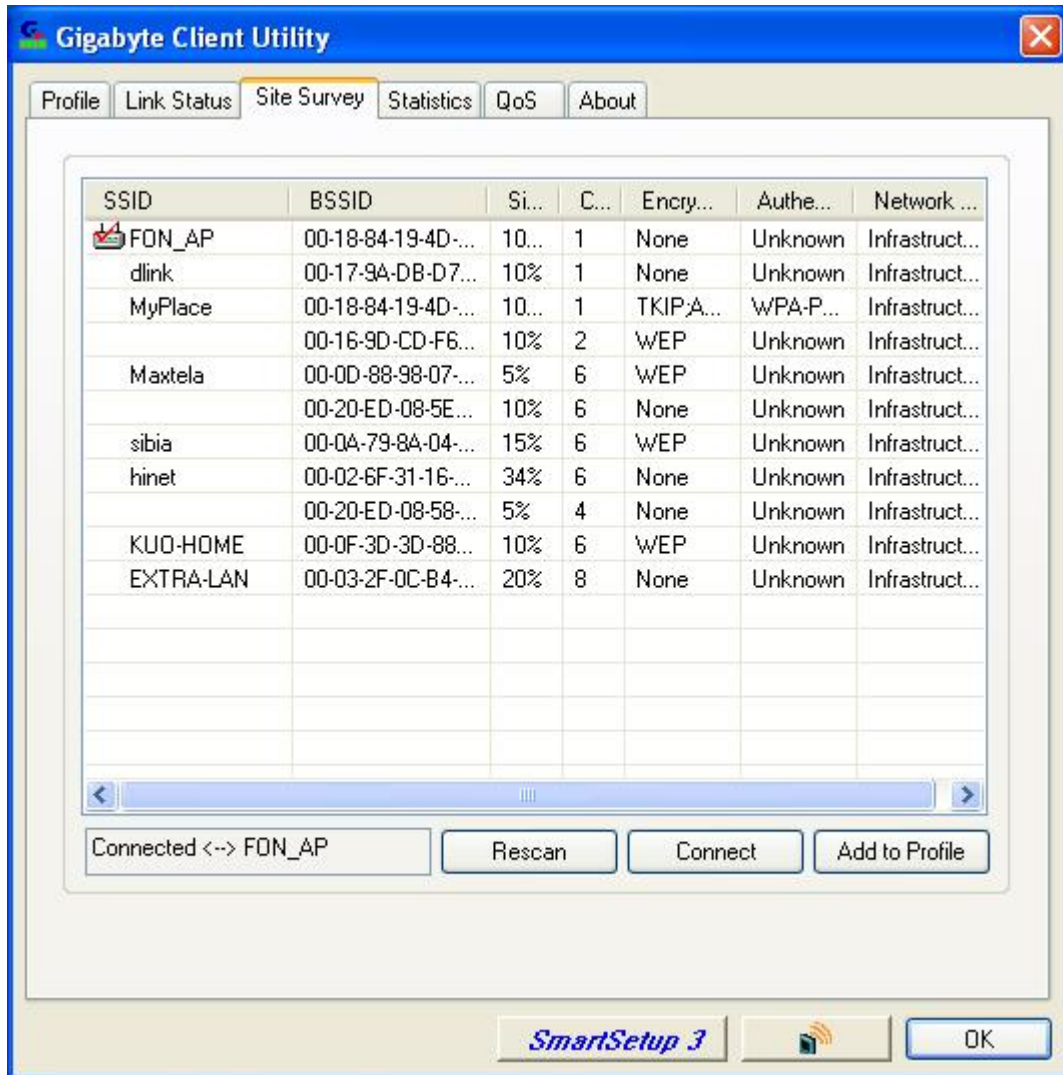 Gigabyte Client Utility
Profile Link Status Site Survey Statistics QoS About
SSID BSSID Si... C... Encry... Authe... Network ...
FON_AP 00-18-84-19-4D-... 10... 1 None Unknown Infrastruct...
dlink 00-17-9A-DB-D7... 10% 1 None Unknown Infrastruct...
MyPlace 00-18-84-19-4D-... 10... 1 TKIP;A... WPA-P... Infrastruct...
00-16-9D-CD-F6... 10% 2 WEP Unknown Infrastruct...
Maxtela 00-0D-88-98-07-... 5% 6 WEP Unknown Infrastruct...
00-20-ED-08-5E... 10% 6 None Unknown Infrastruct...
sibia 00-0A-79-8A-04-... 15% 6 WEP Unknown Infrastruct...
hinet 00-02-6F-31-16-... 34% 6 None Unknown Infrastruct...
00-20-ED-08-58-... 5% 4 None Unknown Infrastruct...
KUO-HOME 00-0F-3D-3D-88... 10% 6 WEP Unknown Infrastruct...
EXTRA-LAN 00-03-2F-0C-B4-... 20% 8 None Unknown Infrastruct...
Connected <--> FON_AP Rescan Connect Add to Profile
SmartSetup 3 OK